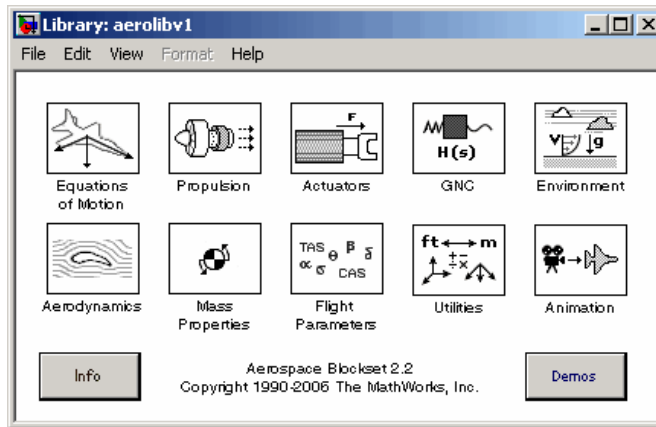 Library: aerolibv1
File Edit View Format Help
F
H(s)
V g
Equations
of Motion
Propulsion
Actuators
GNC
Environment
TAS θ β δ
α σ CAS
ft ↔ m
+ − ÷ ×
Aerodynamics
Mass
Properties
Flight
Parameters
Utilities
Animation
Info
Aerospace Blockset 2.2
Copyright 1990-2006 The MathWorks, Inc.
Demos